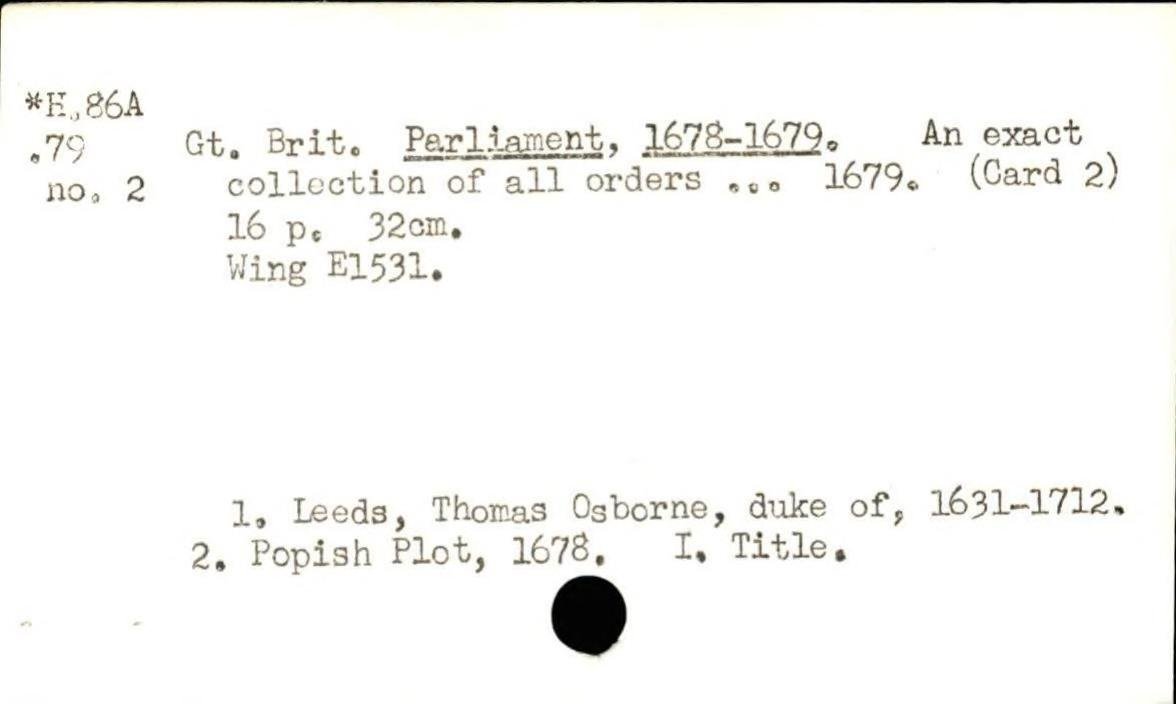 *H.86A
.79 Gt. Brit. Parliament, 1678-1679. An exact
no. 2 collection of all orders ... 1679. (Card 2)
16 p. 32cm.
Wing E1531.
1. Leeds, Thomas Osborne, duke of, 1631-1712.
2. Popish Plot, 1678. I. Title.